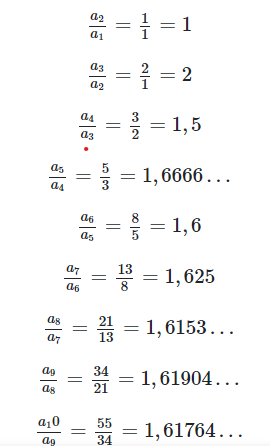 a₂/a₁ = 1/1 = 1
a₃/a₂ = 2/1 = 2
a₄/a₃ = 3/2 = 1,5
a₅/a₄ = 5/3 = 1,6666…
a₆/a₅ = 8/5 = 1,6
a₇/a₆ = 13/8 = 1,625
a₈/a₇ = 21/13 = 1,6153…
a₉/a₈ = 34/21 = 1,61904…
a₁0/a₉ = 55/34 = 1,61764…